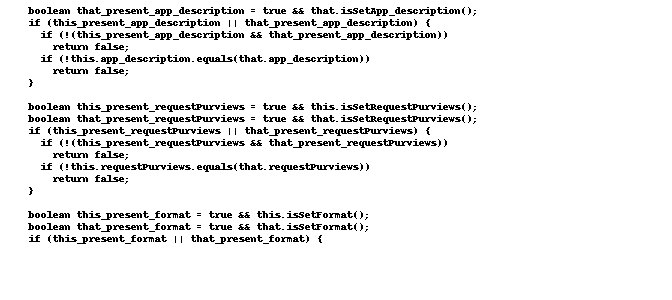 boolean that_present_app_description = true && that.isSetApp_description();
if (this_present_app_description || that_present_app_description) {
if (!(this_present_app_description && that_present_app_description))
return false;
if (!this.app_description.equals(that.app_description))
return false;
}
boolean this_present_requestPurviews = true && this.isSetRequestPurviews();
boolean that_present_requestPurviews = true && that.isSetRequestPurviews();
if (this_present_requestPurviews || that_present_requestPurviews) {
if (!(this_present_requestPurviews && that_present_requestPurviews))
return false;
if (!this.requestPurviews.equals(that.requestPurviews))
return false;
}
boolean this_present_format = true && this.isSetFormat();
boolean that_present_format = true && that.isSetFormat();
if (this_present_format || that_present_format) {